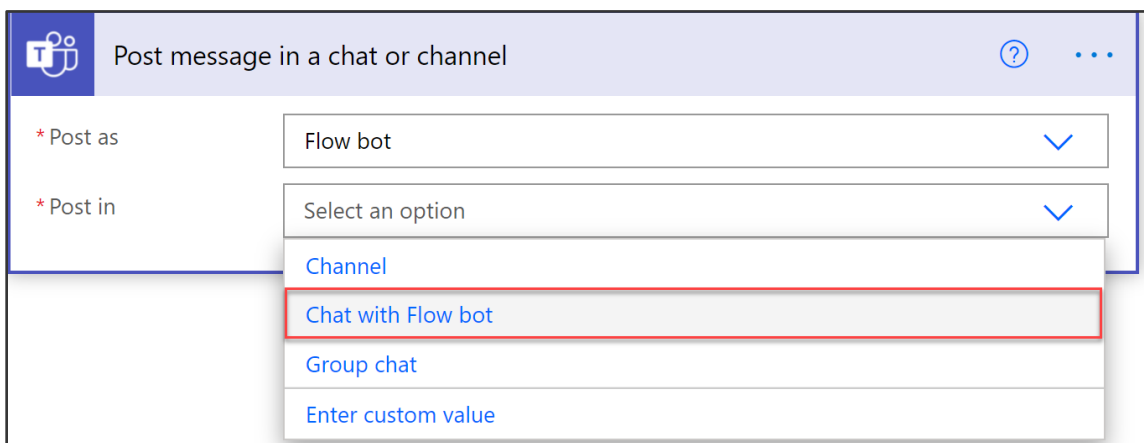 Post message in a chat or channel
* Post as
Flow bot
* Post in
Select an option
Channel
Chat with Flow bot
Group chat
Enter custom value